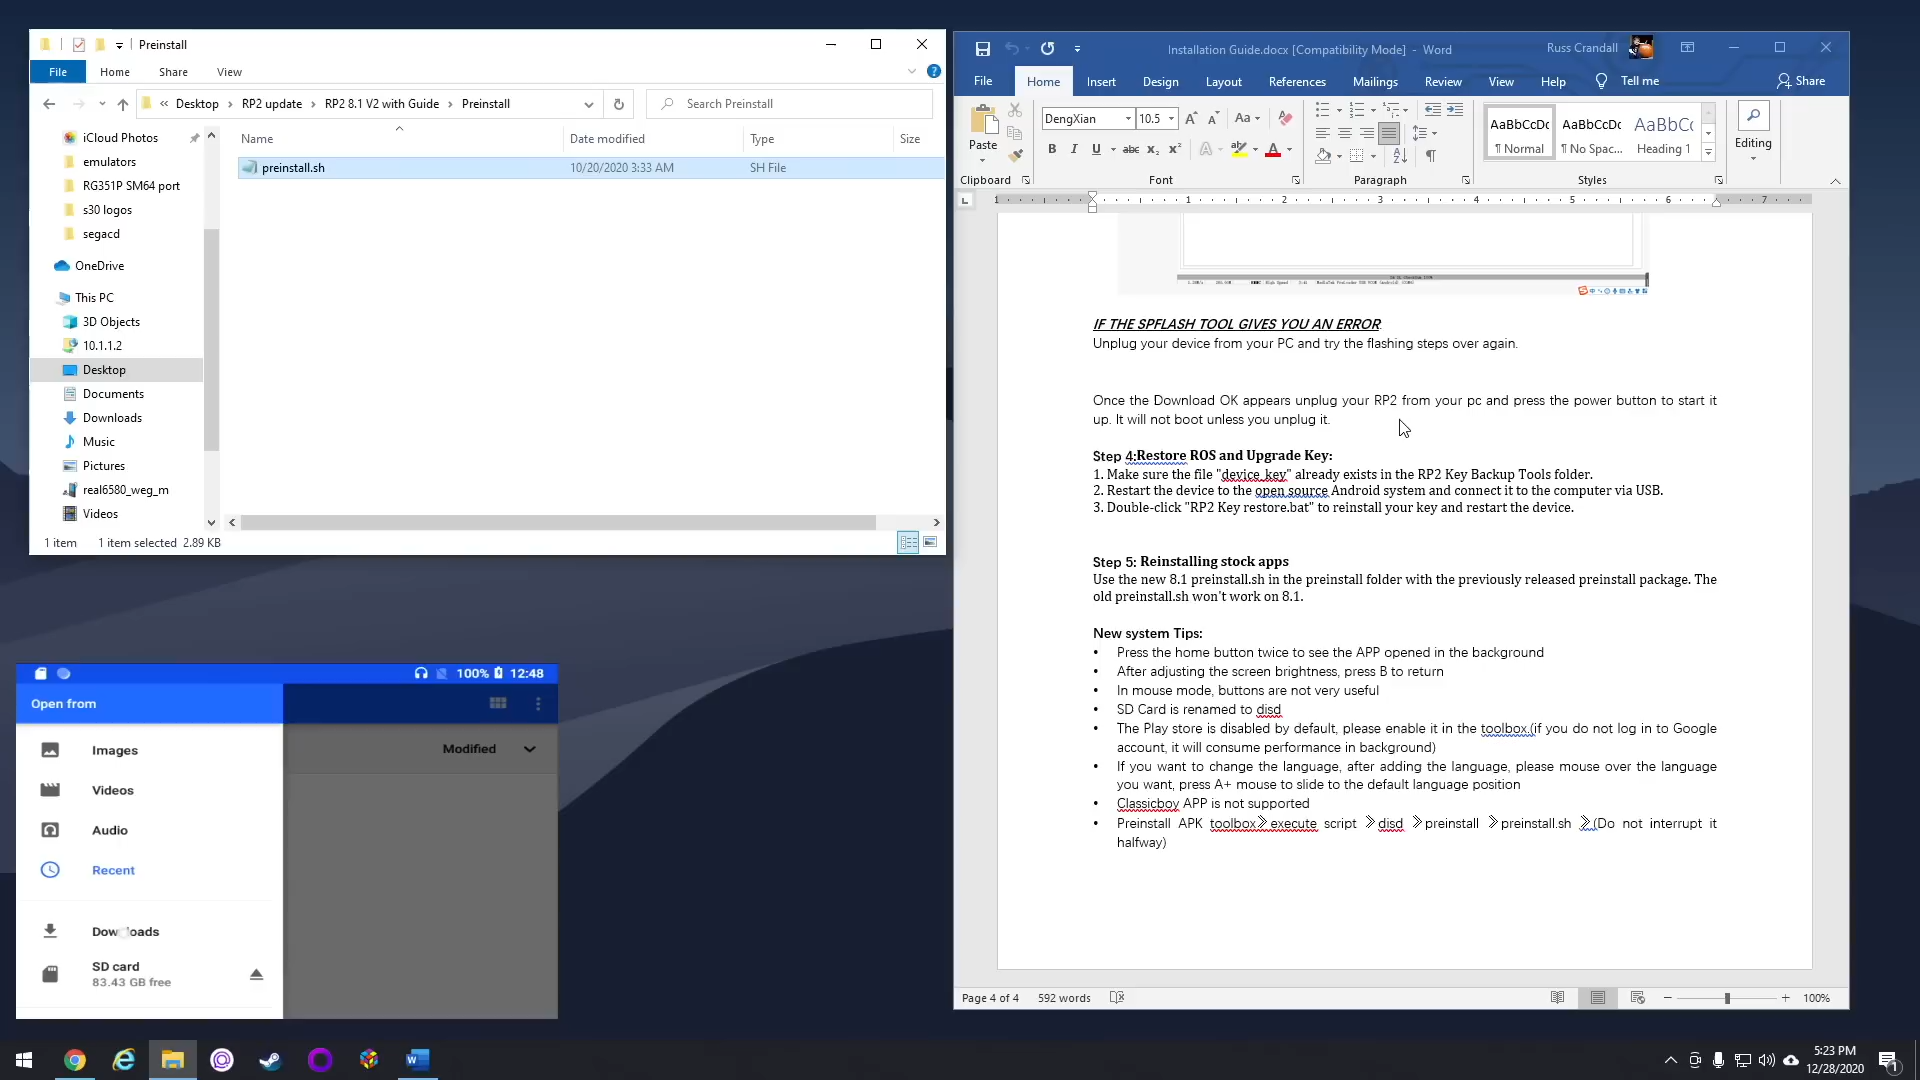 Preinstall
File
Home
Share
View
«
Desktop > RP2 update > RP2 8.1 V2 with Guide > Preinstall
Search Preinstall
iCloud Photos
emulators
RG351P SM64 port
s30 logos
segacd
OneDrive
This PC
3D Objects
10.1.1.2
Desktop
Documents
Downloads
Music
Pictures
real6580_weg_m
Videos
Name
Date modified
Type
Size
preinstall.sh
10/20/2020 3:33 AM
SH File
1 item
1 item selected
2.89 KB
Installation Guide.docx [Compatibility Mode] - Word
Russ Crandall
File
Home
Insert
Design
Layout
References
Mailings
Review
View
Help
Tell me
Share
Paste
Clipboard
DengXian
10.5
Font
Paragraph
AaBbCcDc
¶ Normal
AaBbCcDc
¶ No Spac...
AaBbC
Heading 1
Styles
Editing
1 1 2 3 4 5 6 7
IF THE SPFLASH TOOL GIVES YOU AN ERROR
Unplug your device from your PC and try the flashing steps over again.
Once the Download OK appears unplug your RP2 from your pc and press the power button to start it
up. It will not boot unless you unplug it.
Step 4:Restore ROS and Upgrade Key:
1. Make sure the file "device_key" already exists in the RP2 Key Backup Tools folder.
2. Restart the device to the open source Android system and connect it to the computer via USB.
3. Double-click "RP2 Key restore.bat" to reinstall your key and restart the device.
Step 5: Reinstalling stock apps
Use the new 8.1 preinstall.sh in the preinstall folder with the previously released preinstall package. The
old preinstall.sh won't work on 8.1.
New system Tips:
• Press the home button twice to see the APP opened in the background
• After adjusting the screen brightness, press B to return
• In mouse mode, buttons are not very useful
• SD Card is renamed to disd
• The Play store is disabled by default, please enable it in the toolbox.(if you do not log in to Google
account, it will consume performance in background)
• If you want to change the language, after adding the language, please mouse over the language
you want, press A+ mouse to slide to the default language position
• Classicboy APP is not supported
• Preinstall APK toolbox≫execute script ≫disd ≫preinstall ≫preinstall.sh ≫(Do not interrupt it
halfway)
Page 4 of 4
592 words
100%
100% 12:48
Open from
Modified
Images
Videos
Audio
Recent
Downloads
SD card
83.43 GB free
5:23 PM
12/28/2020
1